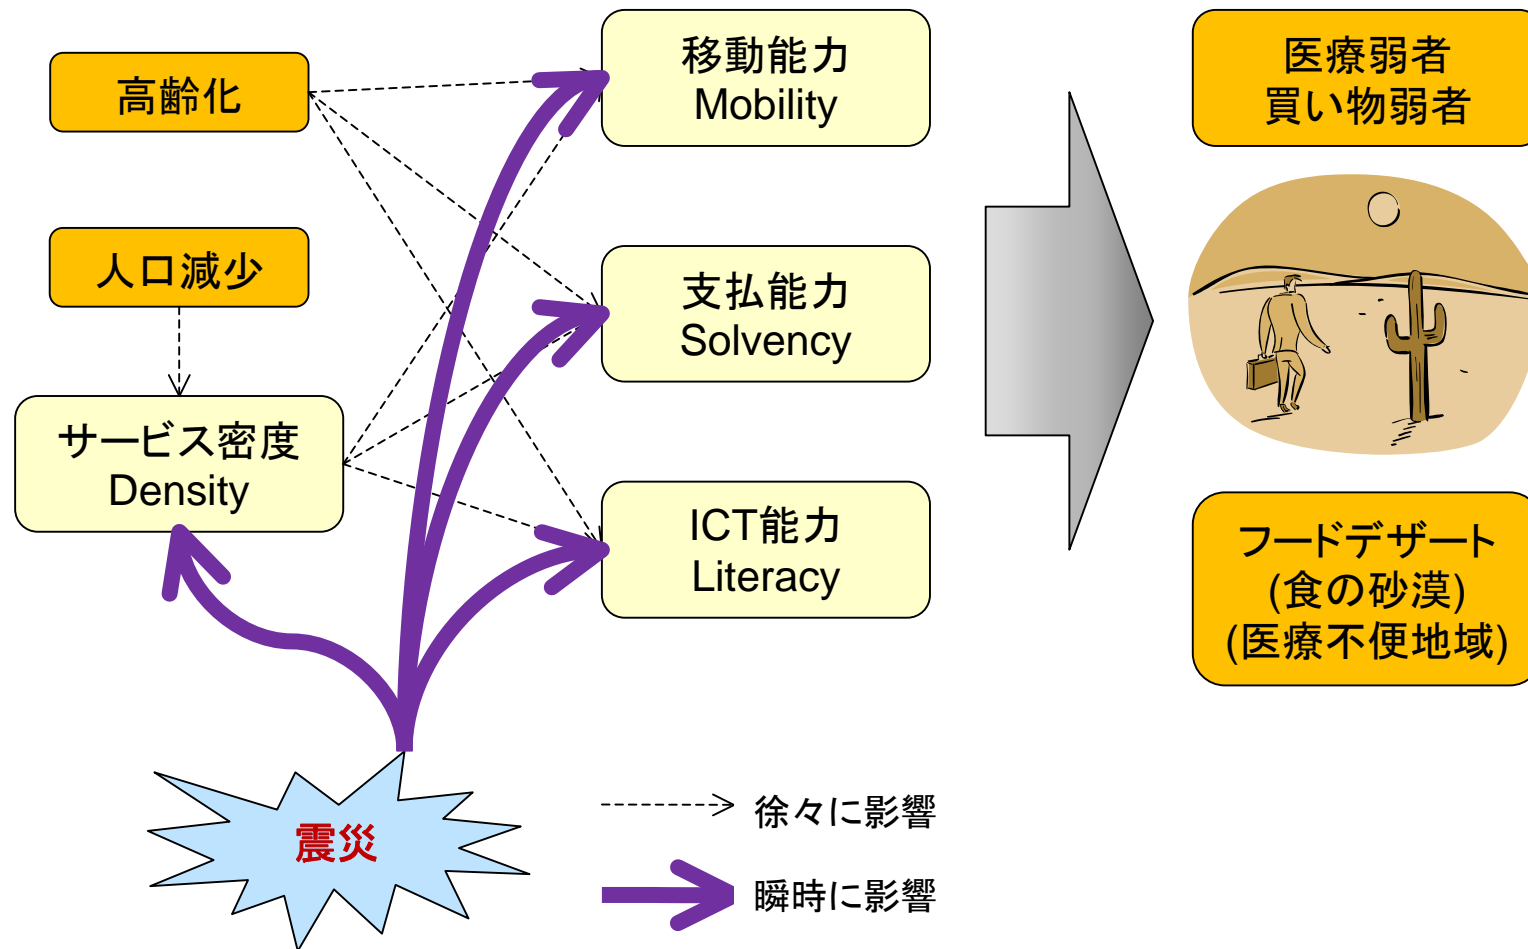 高齢化
人口減少
サービス密度
Density
移動能力
Mobility
支払能力
Solvency
ICT能力
Literacy
医療弱者
買い物弱者
フードデザート
(食の砂漠)
(医療不便地域)
震災
徐々に影響
瞬時に影響